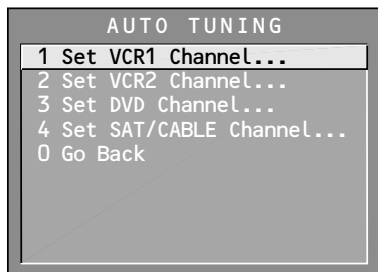 AUTO TUNING
1 Set VCR1 Channel...
2 Set VCR2 Channel...
3 Set DVD Channel...
4 Set SAT/CABLE Channel...
0 Go Back